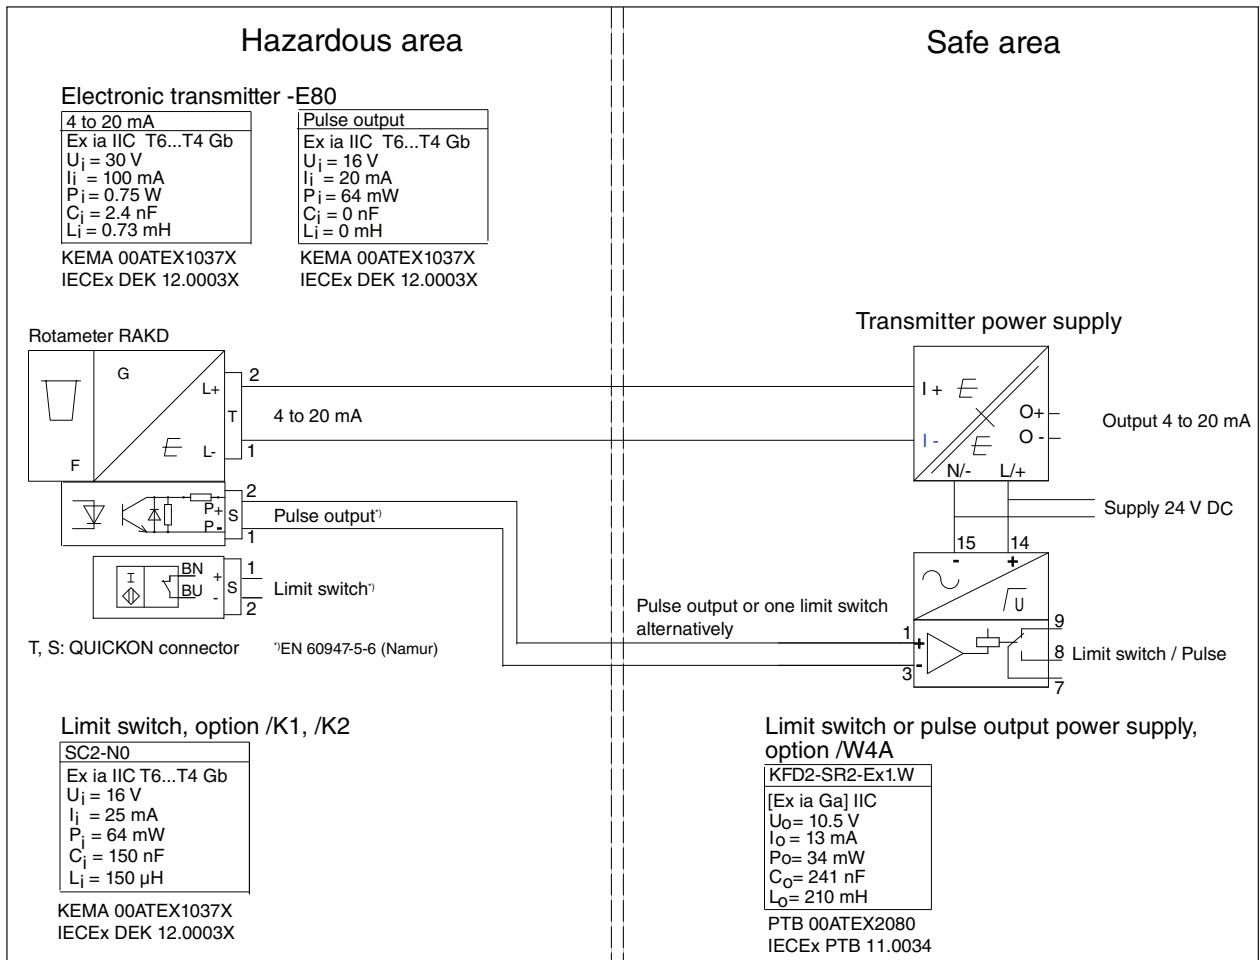 Hazardous area
Safe area
Electronic transmitter -E80
4 to 20 mA
Ex ia IIC T6...T4 Gb
Ui = 30 V
Ii = 100 mA
Pi = 0.75 W
Ci = 2.4 nF
Li = 0.73 mH
KEMA 00ATEX1037X
IECEx DEK 12.0003X
Pulse output
Ex ia IIC T6...T4 Gb
Ui = 16 V
Ii = 20 mA
Pi = 64 mW
Ci = 0 nF
Li = 0 mH
KEMA 00ATEX1037X
IECEx DEK 12.0003X
Rotameter RAKD
G
F
E
L+
L-
T
2
1
4 to 20 mA
Transmitter power supply
I +
I -
E
E
O+
O -
N/-
L/+
Output 4 to 20 mA
Supply 24 V DC
P+
P-
S
2
1
Pulse output*)
I
BN
BU
+
-
S
1
2
Limit switch*)
15
14
-
+
U
Pulse output or one limit switch
alternatively
1
3
+
-
9
8
7
Limit switch / Pulse
T, S: QUICKON connector
*)EN 60947-5-6 (Namur)
Limit switch, option /K1, /K2
SC2-N0
Ex ia IIC T6...T4 Gb
Ui = 16 V
Ii = 25 mA
Pi = 64 mW
Ci = 150 nF
Li = 150 µH
KEMA 00ATEX1037X
IECEx DEK 12.0003X
Limit switch or pulse output power supply,
option /W4A
KFD2-SR2-Ex1.W
[Ex ia Ga] IIC
Uo= 10.5 V
Io = 13 mA
Po= 34 mW
Co= 241 nF
Lo= 210 mH
PTB 00ATEX2080
IECEx PTB 11.0034